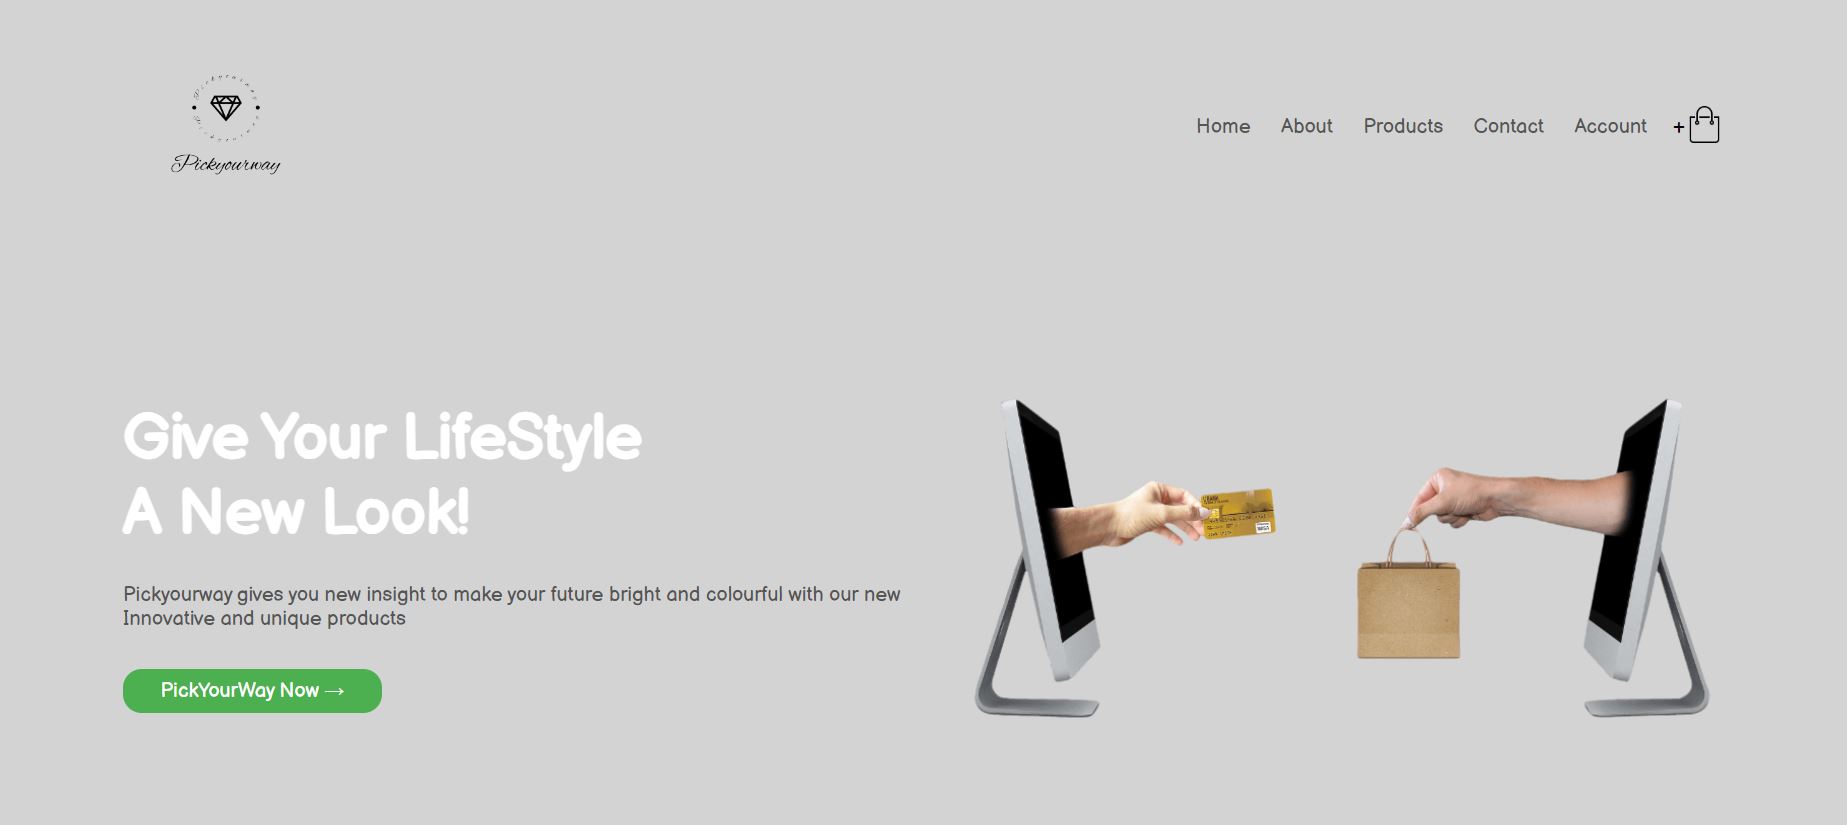 Pickyourway
Home About Products Contact Account +
Give Your LifeStyle
A New Look!
Pickyourway gives you new insight to make your future bright and colourful with our new
Innovative and unique products
PickYourWay Now →
BANK